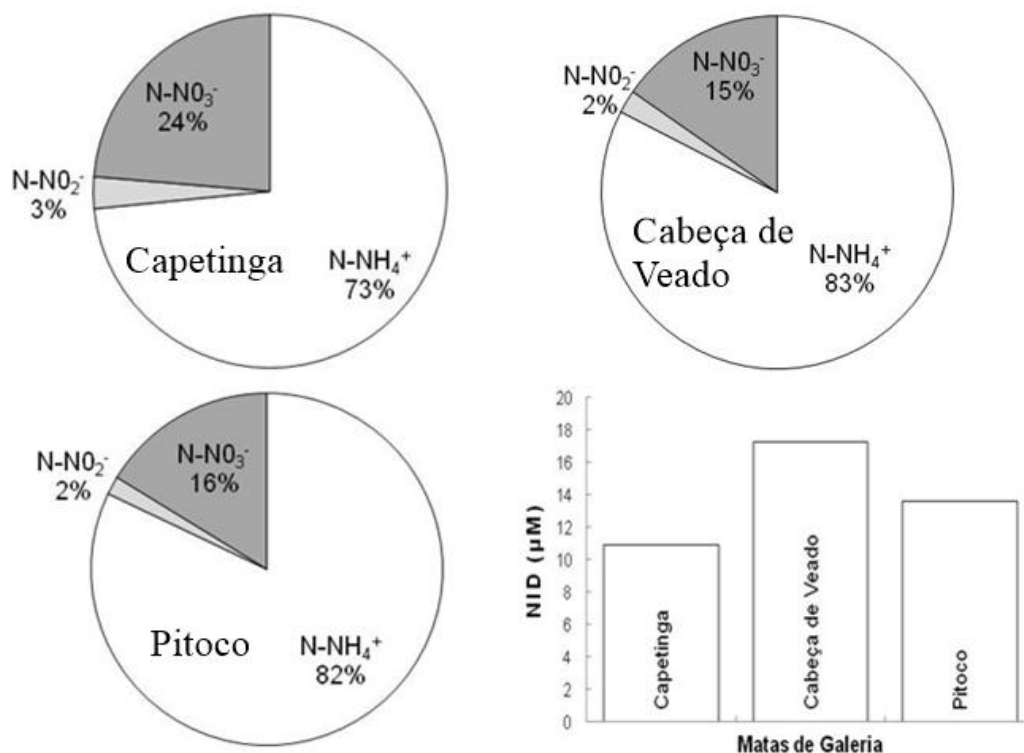 N-N0₃⁻
24%
N-N0₂⁻
3%
Capetinga
N-NH₄⁺
73%
N-N0₃⁻
15%
N-N0₂⁻
2%
Cabeça de
Veado
N-NH₄⁺
83%
N-N0₃⁻
16%
N-N0₂⁻
2%
Pitoco
N-NH₄⁺
82%
20
18
16
14
12
10
8
6
4
2
0
NID (µM)
Capetinga
Cabeça de Veado
Pitoco
Matas de Galeria